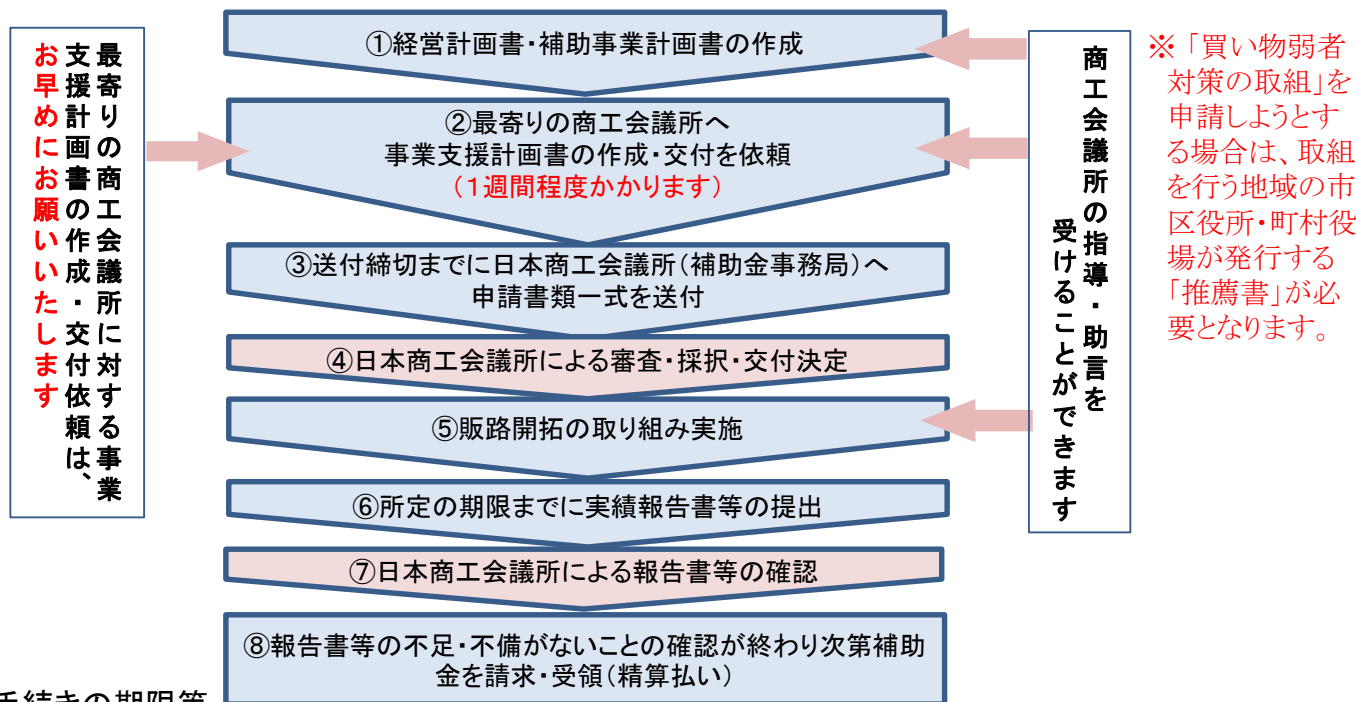 最寄りの商工会議所に対する事業
支援計画書の作成・交付依頼は、
お早めにお願いいたします
①経営計画書・補助事業計画書の作成
②最寄りの商工会議所へ
事業支援計画書の作成・交付を依頼
(1週間程度かかります)
③送付締切までに日本商工会議所(補助金事務局)へ
申請書類一式を送付
④日本商工会議所による審査・採択・交付決定
⑤販路開拓の取り組み実施
⑥所定の期限までに実績報告書等の提出
⑦日本商工会議所による報告書等の確認
⑧報告書等の不足・不備がないことの確認が終わり次第補助
金を請求・受領(精算払い)
商工会議所の指導・助言を
受けることができます
※「買い物弱者
対策の取組」を
申請しようとす
る場合は、取組
を行う地域の市
区役所・町村役
場が発行する
「推薦書」が必
要となります。
手続きの期限等